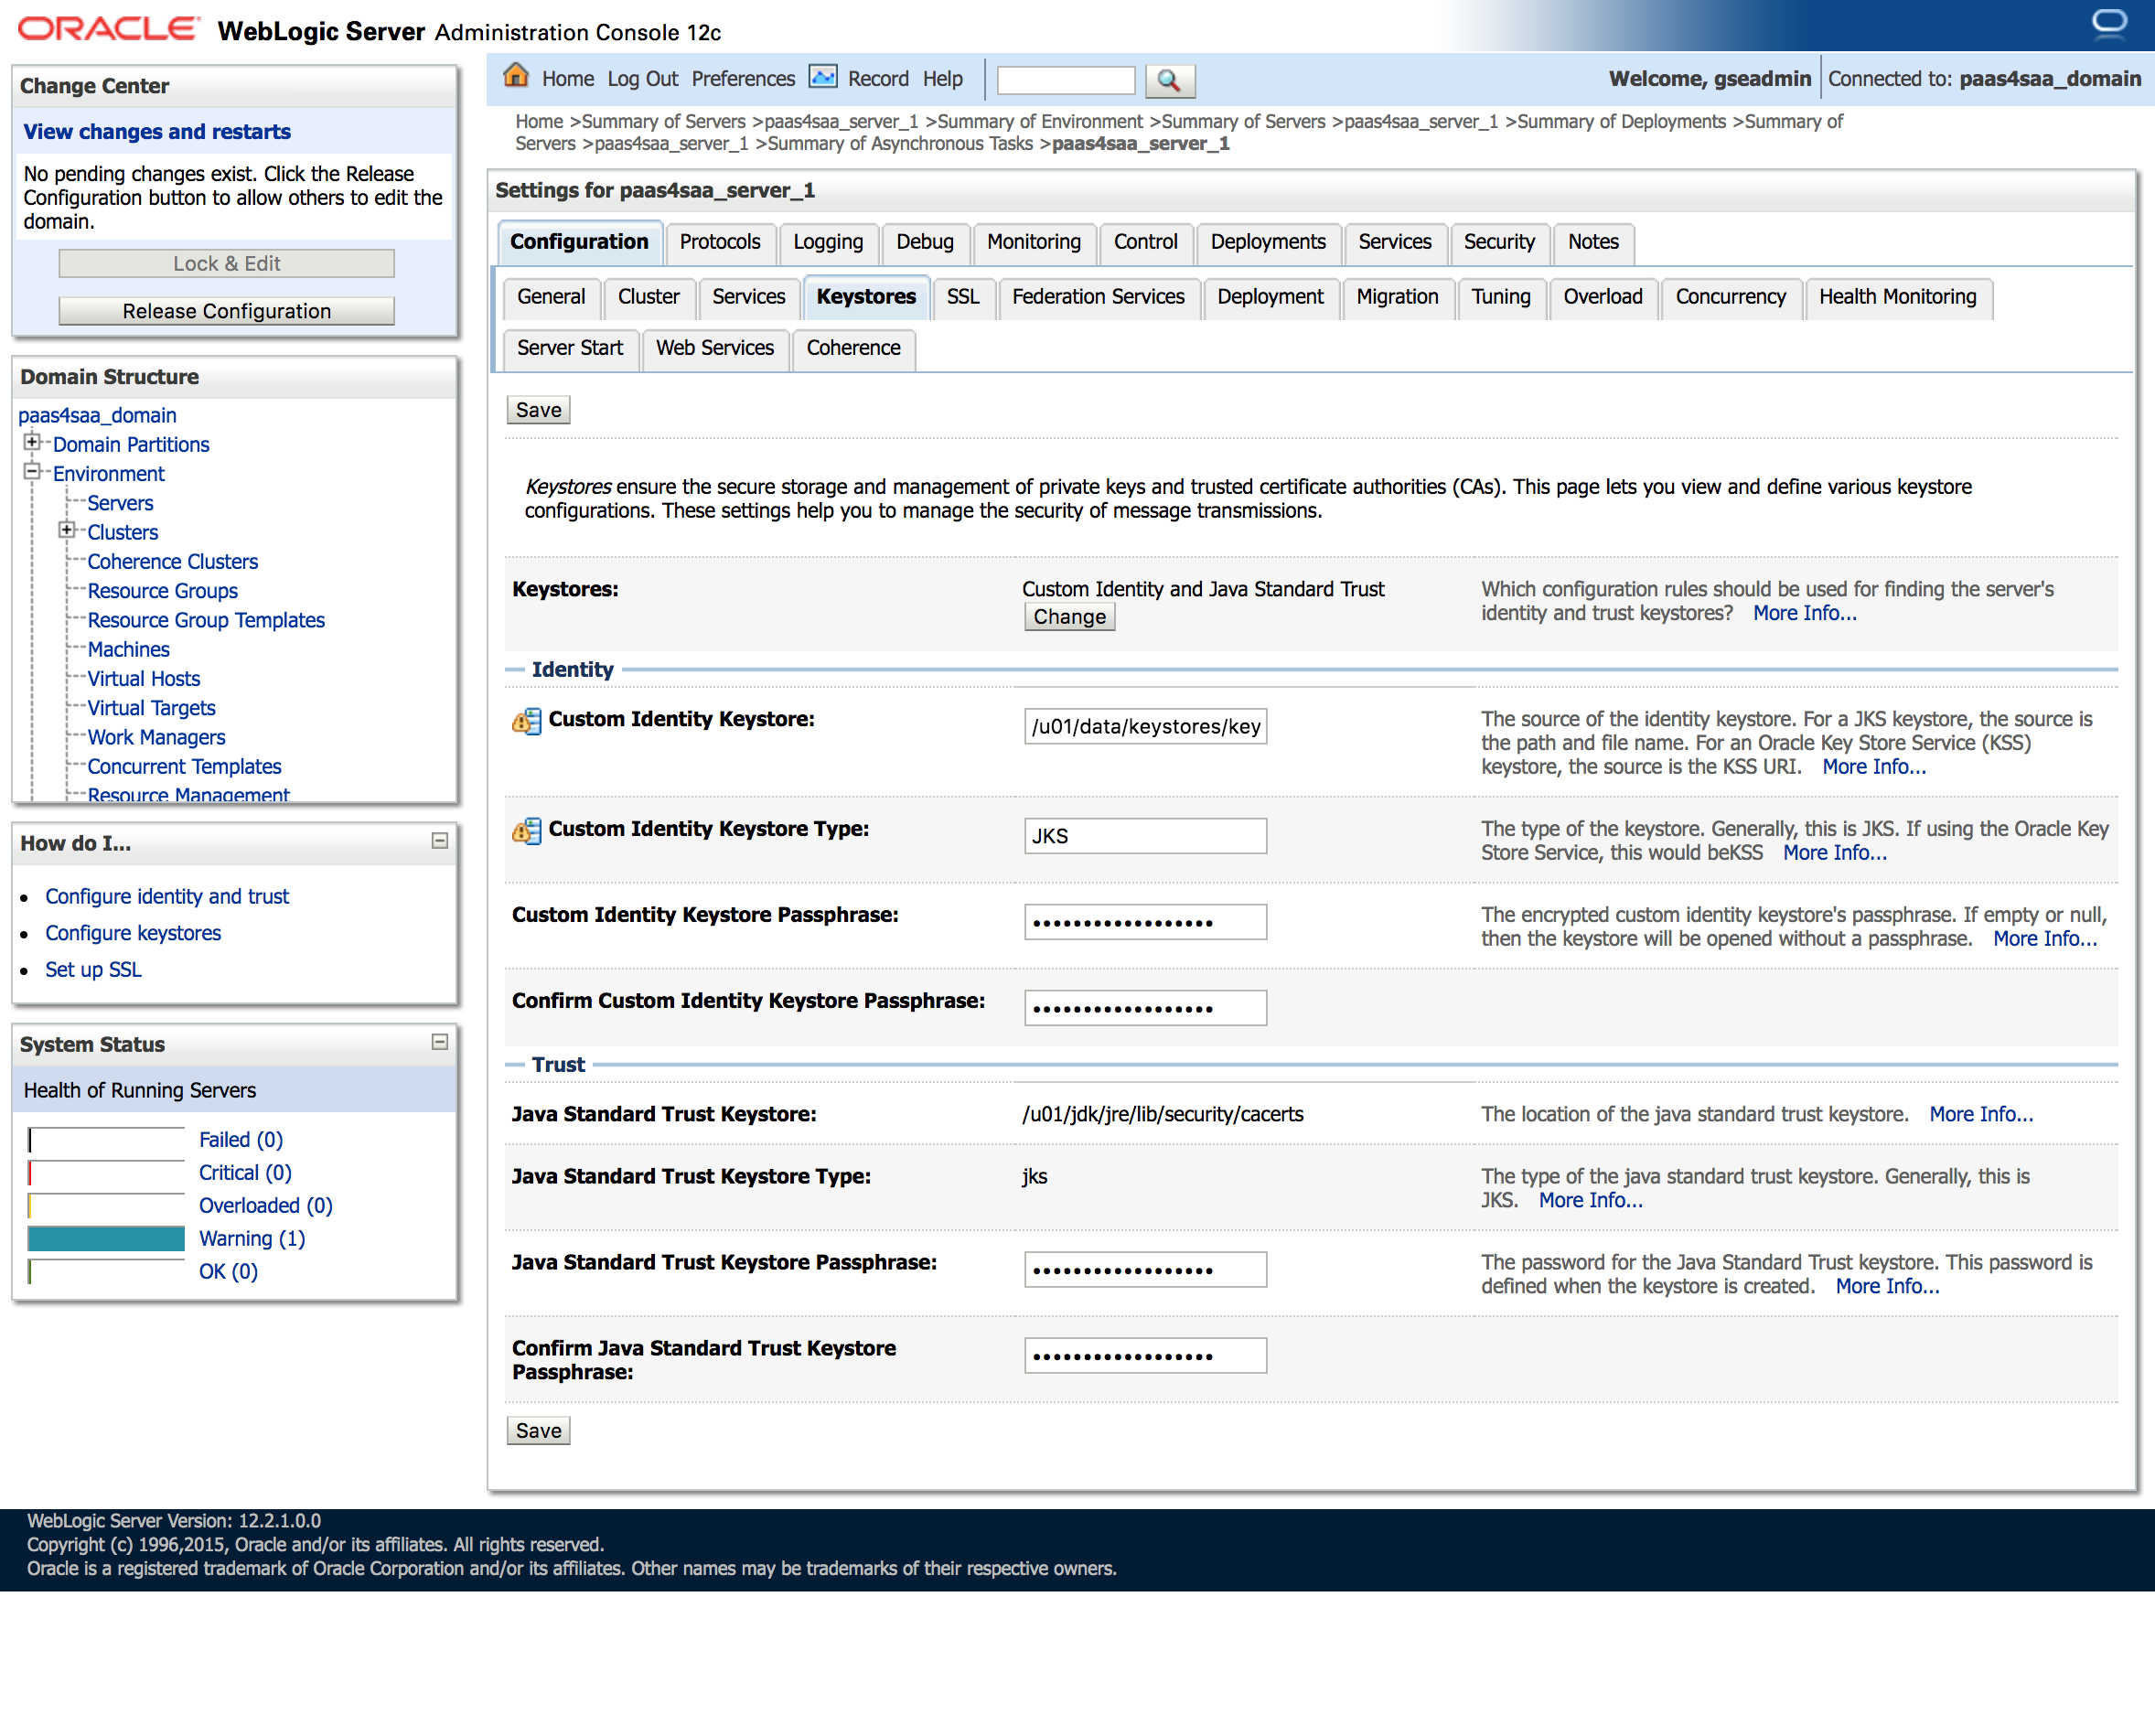 ORACLE WebLogic Server Administration Console 12c
Change Center
View changes and restarts
No pending changes exist. Click the Release
Configuration button to allow others to edit the
domain.
Lock & Edit
Release Configuration
Domain Structure
paas4saa_domain
Domain Partitions
Environment
Servers
Clusters
Coherence Clusters
Resource Groups
Resource Group Templates
Machines
Virtual Hosts
Virtual Targets
Work Managers
Concurrent Templates
Resource Management
How do I...
Configure identity and trust
Configure keystores
Set up SSL
System Status
Health of Running Servers
Failed (0)
Critical (0)
Overloaded (0)
Warning (1)
OK (0)
Home Log Out Preferences Record Help
Welcome, gseadmin Connected to: paas4saa_domain
Home >Summary of Servers >paas4saa_server_1 >Summary of Environment >Summary of Servers >paas4saa_server_1 >Summary of Deployments >Summary of
Servers >paas4saa_server_1 >Summary of Asynchronous Tasks >paas4saa_server_1
Settings for paas4saa_server_1
Configuration Protocols Logging Debug Monitoring Control Deployments Services Security Notes
General Cluster Services Keystores SSL Federation Services Deployment Migration Tuning Overload Concurrency Health Monitoring
Server Start Web Services Coherence
Save
Keystores ensure the secure storage and management of private keys and trusted certificate authorities (CAs). This page lets you view and define various keystore
configurations. These settings help you to manage the security of message transmissions.
Keystores:
Custom Identity and Java Standard Trust
Change
Which configuration rules should be used for finding the server's
identity and trust keystores? More Info...
Identity
Custom Identity Keystore:
/u01/data/keystores/key
The source of the identity keystore. For a JKS keystore, the source is
the path and file name. For an Oracle Key Store Service (KSS)
keystore, the source is the KSS URI. More Info...
Custom Identity Keystore Type:
JKS
The type of the keystore. Generally, this is JKS. If using the Oracle Key
Store Service, this would beKSS More Info...
Custom Identity Keystore Passphrase:
••••••••••••••••••
The encrypted custom identity keystore's passphrase. If empty or null,
then the keystore will be opened without a passphrase. More Info...
Confirm Custom Identity Keystore Passphrase:
••••••••••••••••••
Trust
Java Standard Trust Keystore:
/u01/jdk/jre/lib/security/cacerts
The location of the java standard trust keystore. More Info...
Java Standard Trust Keystore Type:
jks
The type of the java standard trust keystore. Generally, this is
JKS. More Info...
Java Standard Trust Keystore Passphrase:
••••••••••••••••••
The password for the Java Standard Trust keystore. This password is
defined when the keystore is created. More Info...
Confirm Java Standard Trust Keystore
Passphrase:
••••••••••••••••••
Save
WebLogic Server Version: 12.2.1.0.0
Copyright (c) 1996,2015, Oracle and/or its affiliates. All rights reserved.
Oracle is a registered trademark of Oracle Corporation and/or its affiliates. Other names may be trademarks of their respective owners.